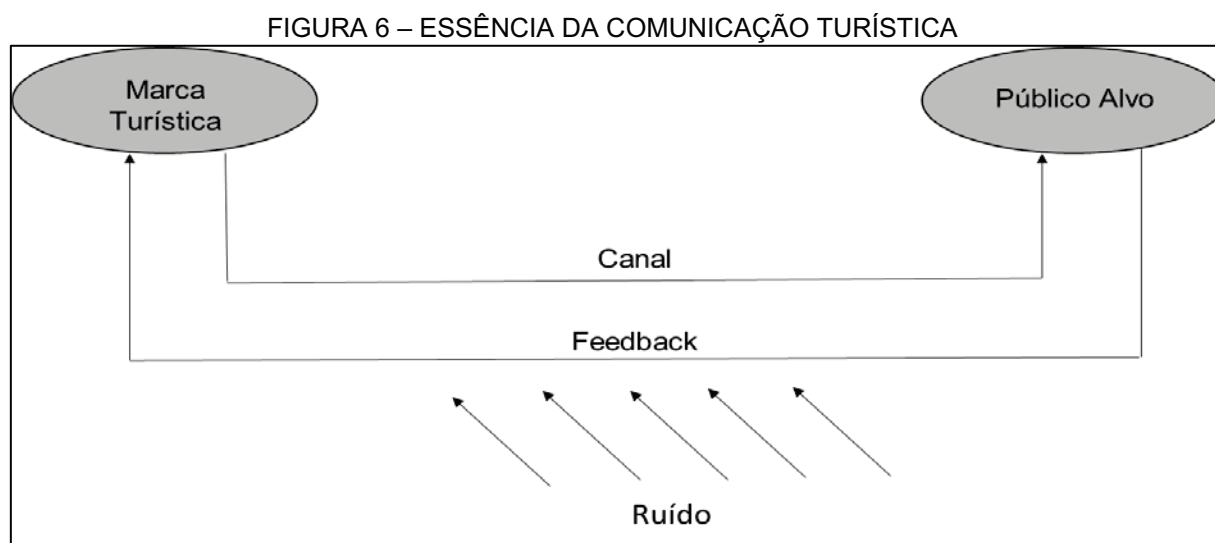 FIGURA 6 – ESSÊNCIA DA COMUNICAÇÃO TURÍSTICA
Marca
Turística
Público Alvo
Canal
Feedback
Ruído